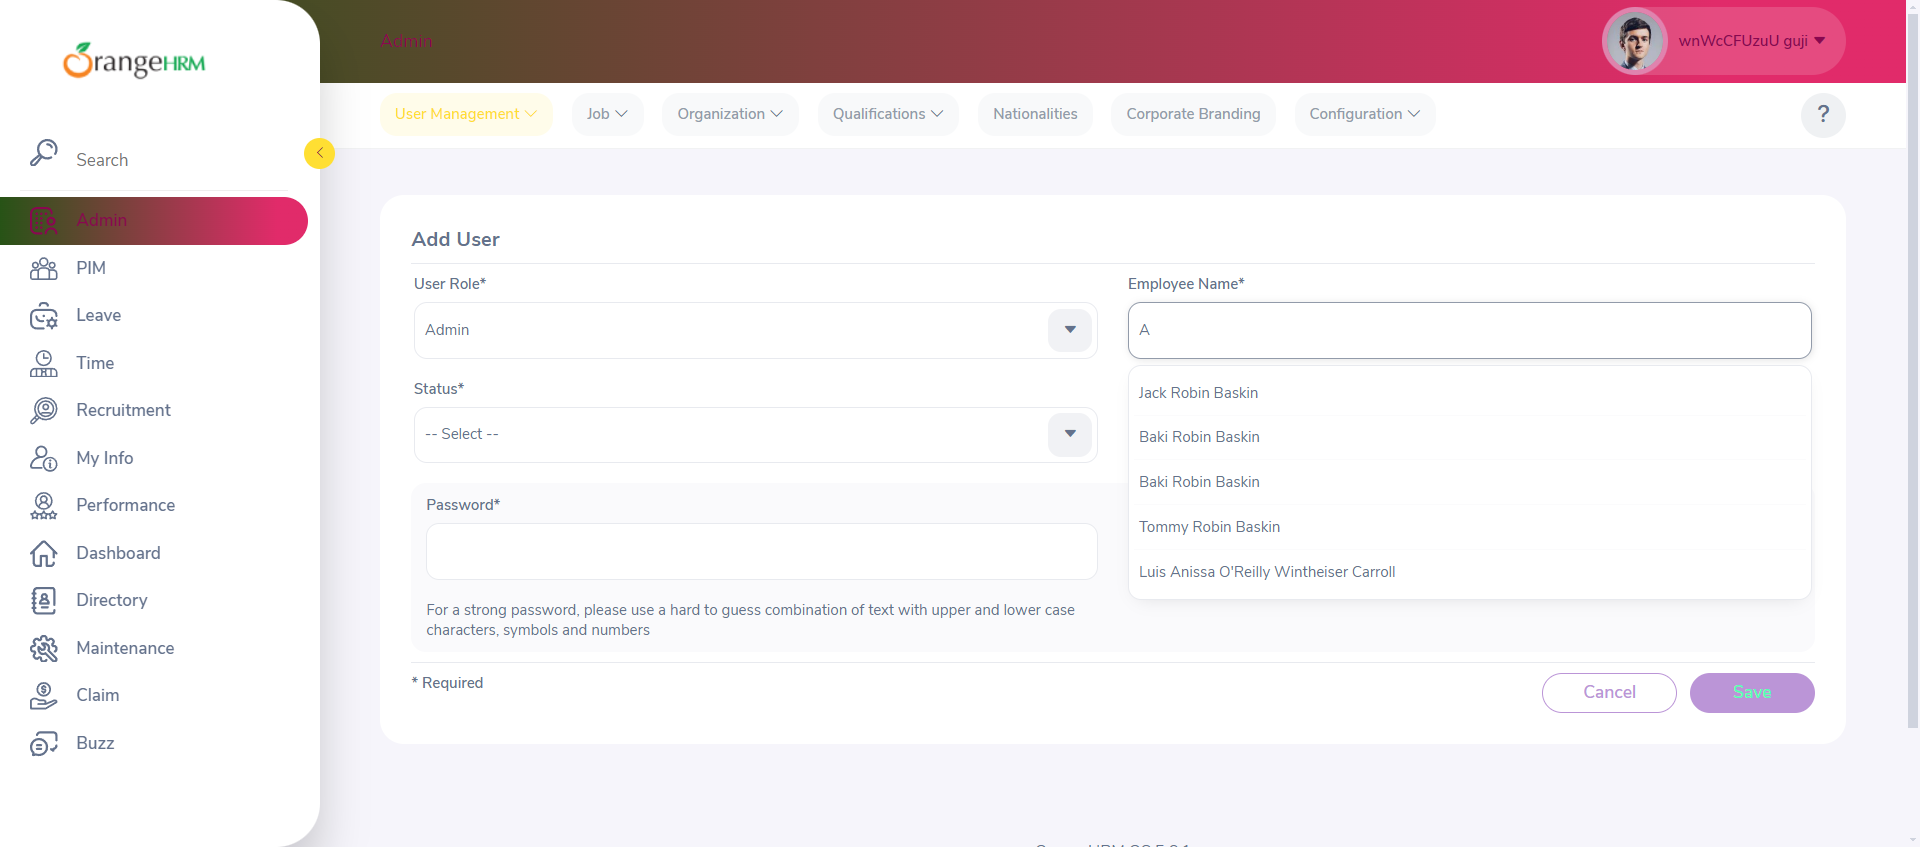 OrangeHRM
Admin
wnWcCFUzuU guji
User Management
Job
Organization
Qualifications
Nationalities
Corporate Branding
Configuration
?
Search
Admin
PIM
Leave
Time
Recruitment
My Info
Performance
Dashboard
Directory
Maintenance
Claim
Buzz
Add User
User Role*
Admin
Employee Name*
A
Jack Robin Baskin
Baki Robin Baskin
Baki Robin Baskin
Tommy Robin Baskin
Luis Anissa O'Reilly Wintheiser Carroll
Status*
-- Select --
Password*
For a strong password, please use a hard to guess combination of text with upper and lower case
characters, symbols and numbers
* Required
Cancel
Save